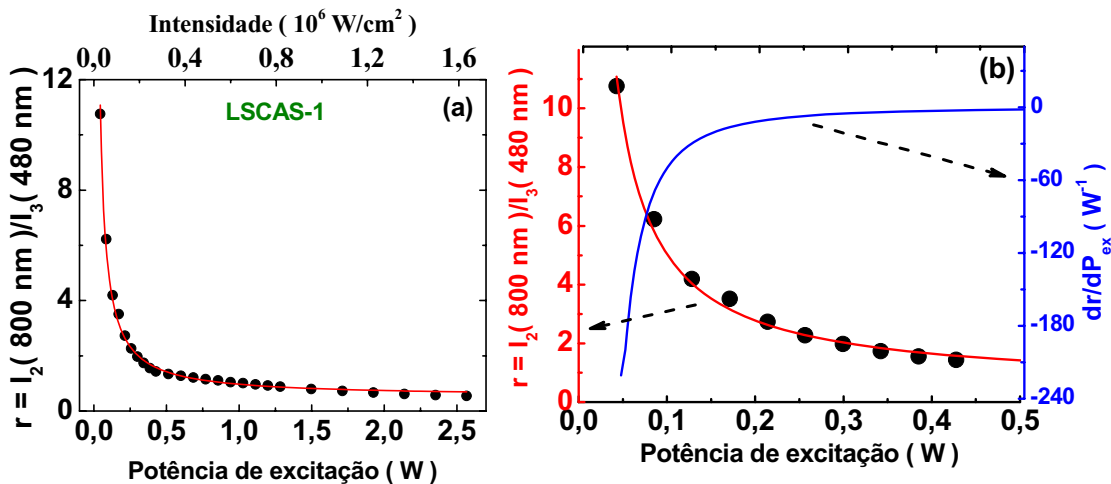 Intensidade ( 10⁶ W/cm² )
0,0 0,4 0,8 1,2 1,6
(a)
LSCAS-1
12
8
4
0
r = I₂( 800 nm )/I₃( 480 nm )
0,0 0,5 1,0 1,5 2,0 2,5
Potência de excitação ( W )
(b)
10
8
6
4
2
0
r = I₂( 800 nm )/I₃( 480 nm )
0
-60
-120
-180
-240
dr/dPₑₓ ( W⁻¹ )
0,0 0,1 0,2 0,3 0,4 0,5
Potência de excitação ( W )